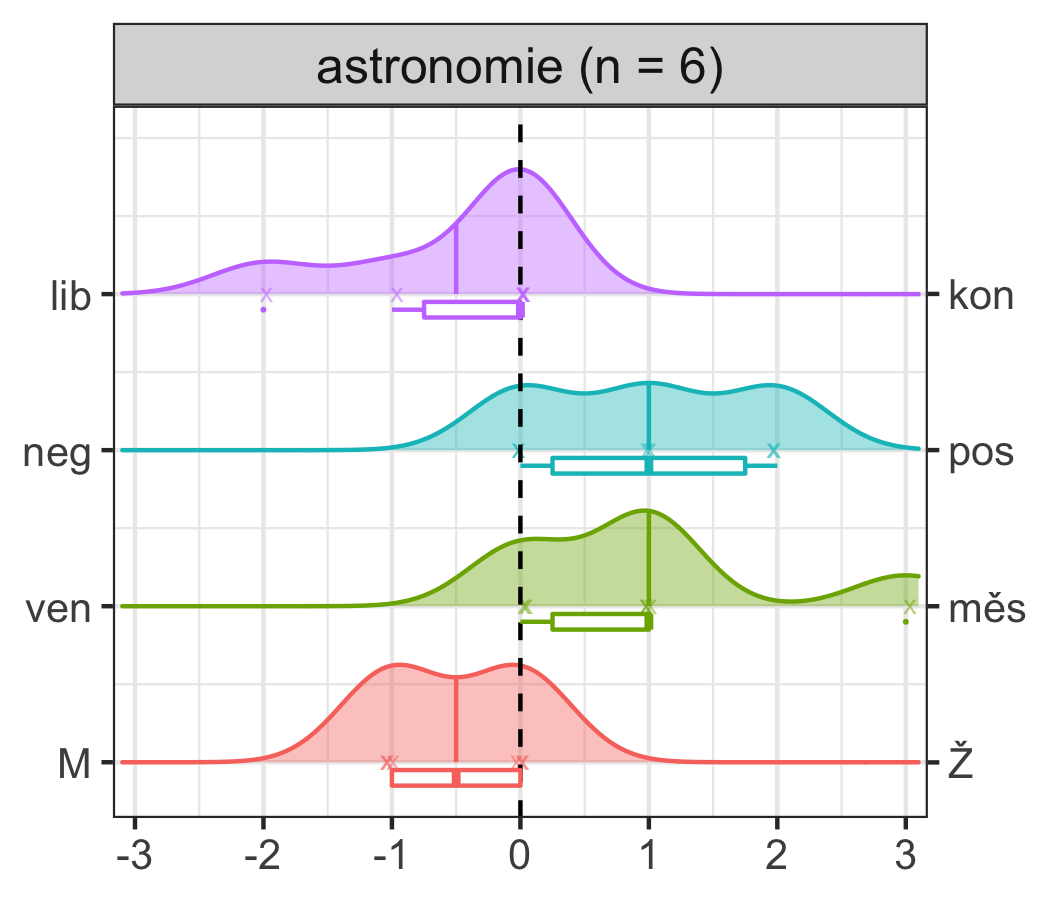 astronomie (n = 6)
lib kon
neg pos
ven měs
M Ž
-3 -2 -1 0 1 2 3